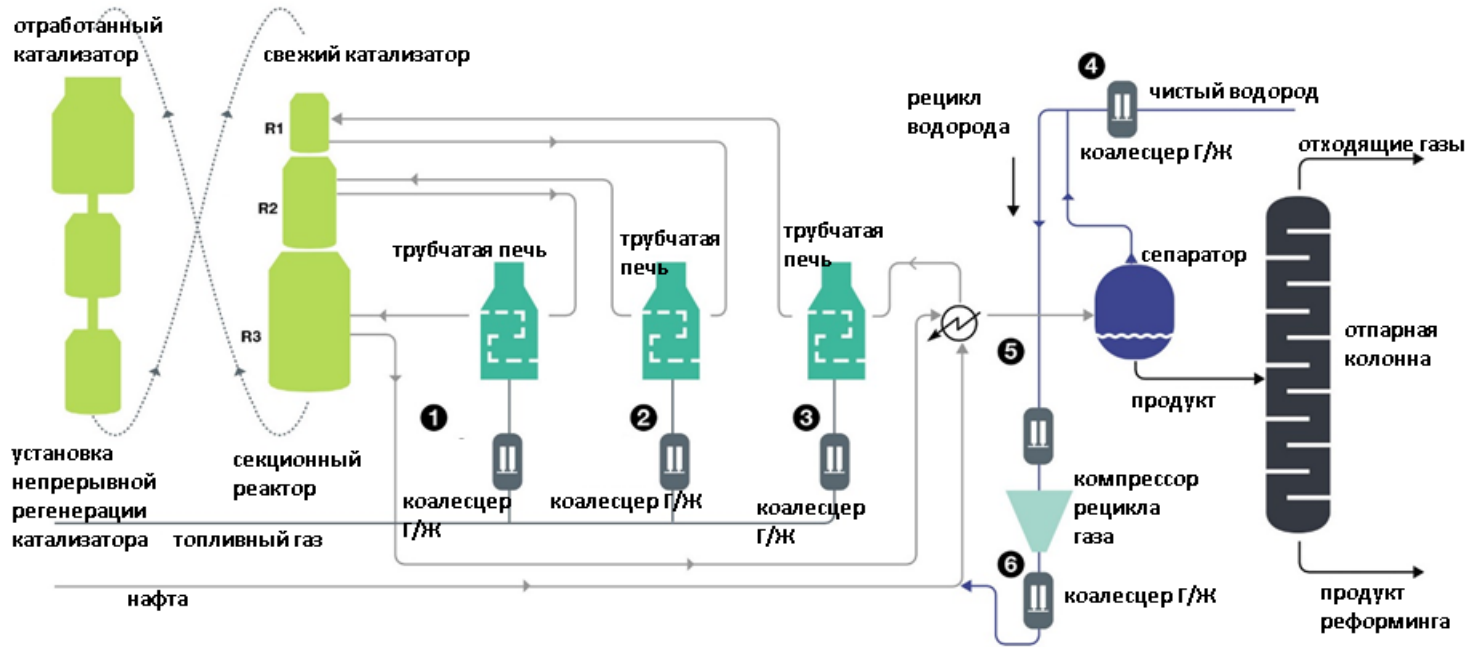 отработанный
катализатор
свежий катализатор
R1
R2
R3
трубчатая печь
трубчатая
печь
трубчатая
печь
рецикл
водорода
4
чистый водород
коалесцер Г/Ж
отходящие газы
сепаратор
5
отпарная
колонна
продукт
1
2
3
установка
непрерывной
регенерации
катализатора
секционный
реактор
коалесцер
Г/Ж
коалесцер Г/Ж
коалесцер
Г/Ж
топливный газ
компрессор
рецикла
газа
6
коалесцер Г/Ж
нафта
продукт
реформинга